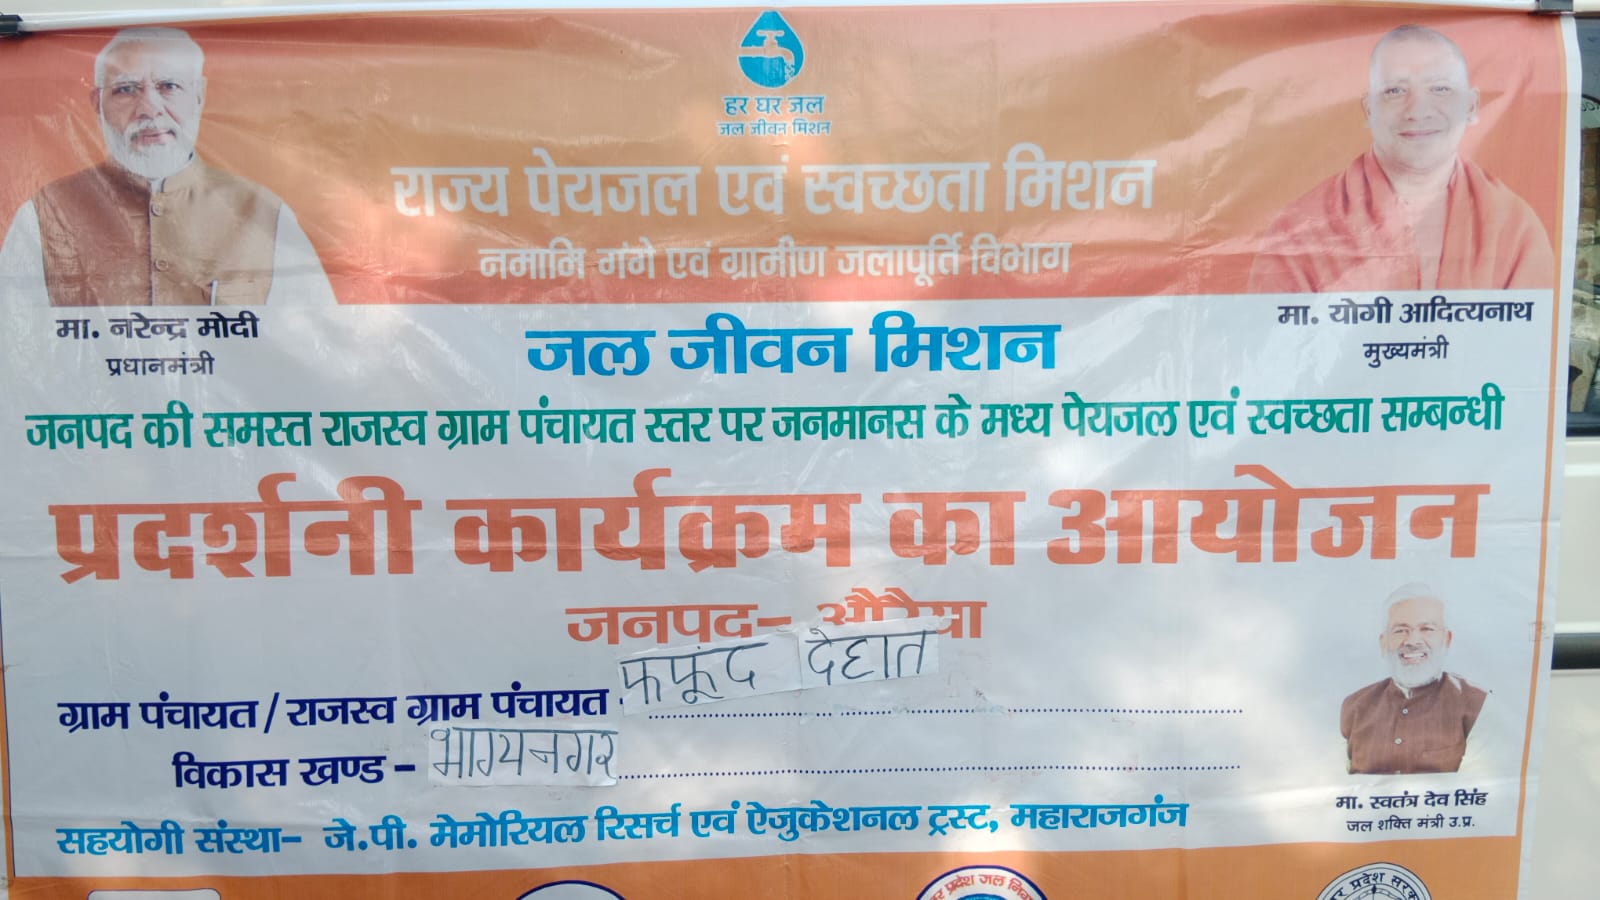 हर घर जल
जल जीवन मिशन
राज्य पेयजल एवं स्वच्छता मिशन
नमामि गंगे एवं ग्रामीण जलापूर्ति विभाग
मा. नरेन्द्र मोदी
प्रधानमंत्री
मा. योगी आदित्यनाथ
मुख्यमंत्री
जल जीवन मिशन
जनपद की समस्त राजस्व ग्राम पंचायत स्तर पर जनमानस के मध्य पेयजल एवं स्वच्छता सम्बन्धी
प्रदर्शनी कार्यक्रम का आयोजन
जनपद- औरैया
ग्राम पंचायत / राजस्व ग्राम पंचायत - फफूंद देहात
विकास खण्ड - भाग्यनगर
मा. स्वतंत्र देव सिंह
जल शक्ति मंत्री उ.प्र.
सहयोगी संस्था- जे.पी. मेमोरियल रिसर्च एवं ऐजुकेशनल ट्रस्ट, महाराजगंज
प्रदेश जल
प्रदेश